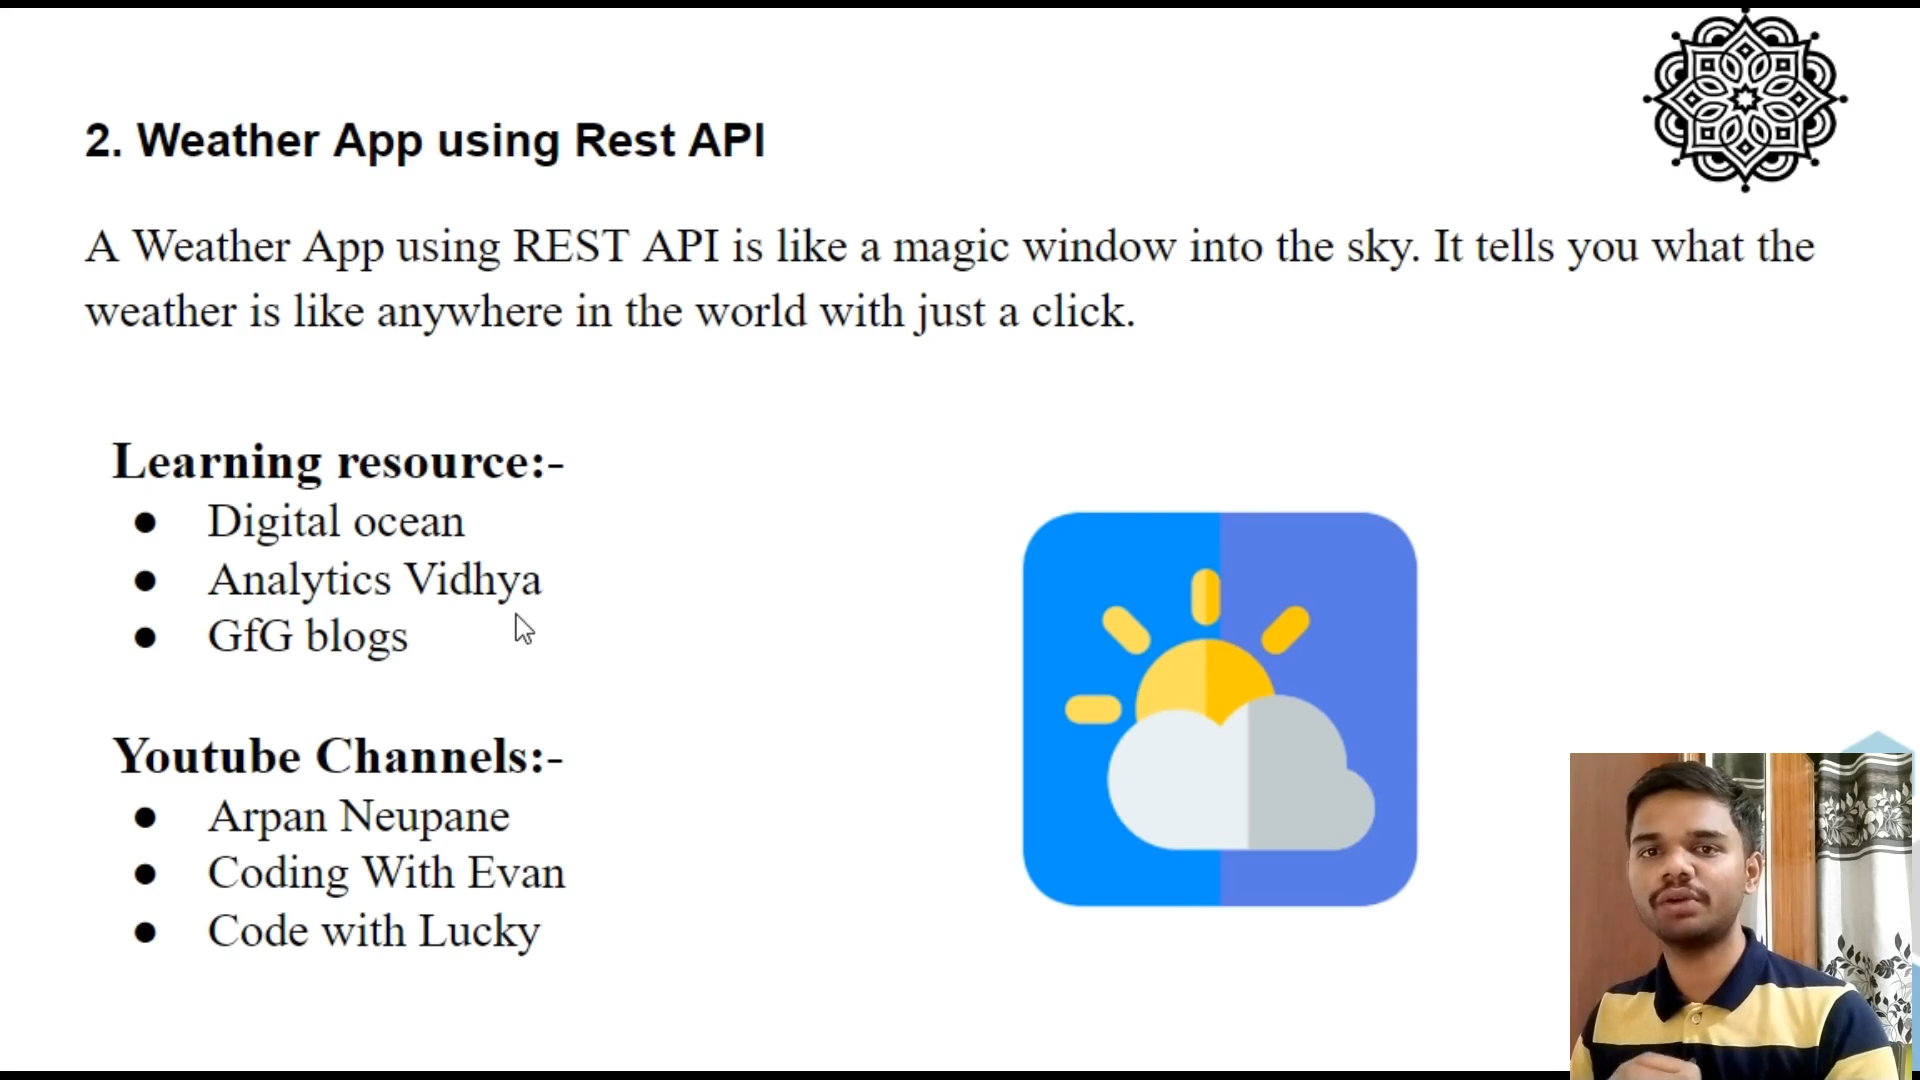 2. Weather App using Rest API
A Weather App using REST API is like a magic window into the sky. It tells you what the
weather is like anywhere in the world with just a click.
Learning resource:-
● Digital ocean
● Analytics Vidhya
● GfG blogs
Youtube Channels:-
● Arpan Neupane
● Coding With Evan
● Code with Lucky